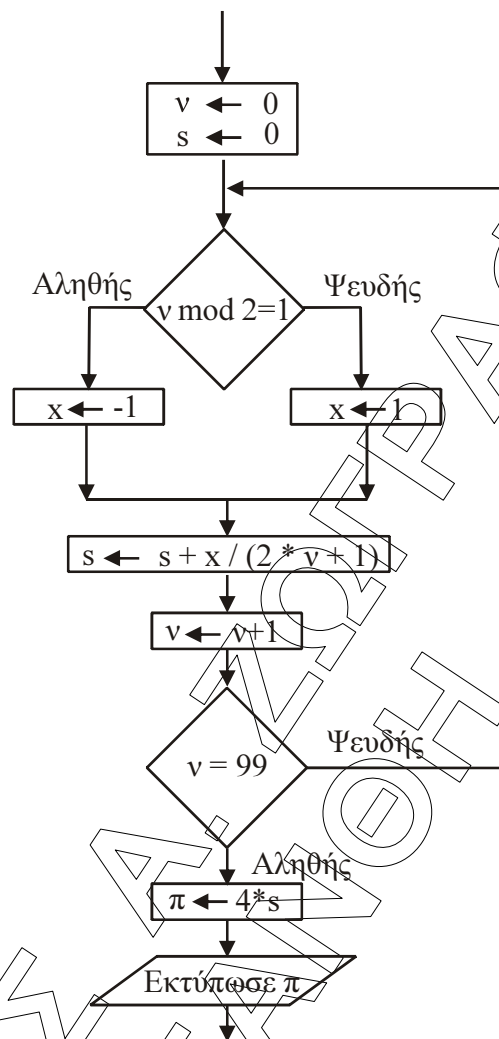 ν ← 0
s ← 0
Αληθής
Ψευδής
ν mod 2=1
x ← -1
x ← 1
s ← s + x / (2 * ν + 1)
ν ← ν+1
ν = 99
Ψευδής
Αληθής
π ← 4*s
Εκτύπωσε π